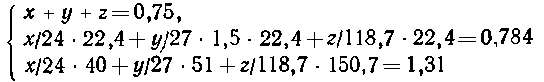 x + y + z = 0,75,
x/24 · 22,4 + y/27 · 1,5 · 22,4 + z/118,7 · 22,4 = 0,784
x/24 · 40 + y/27 · 51 + z/118,7 · 150,7 = 1,31